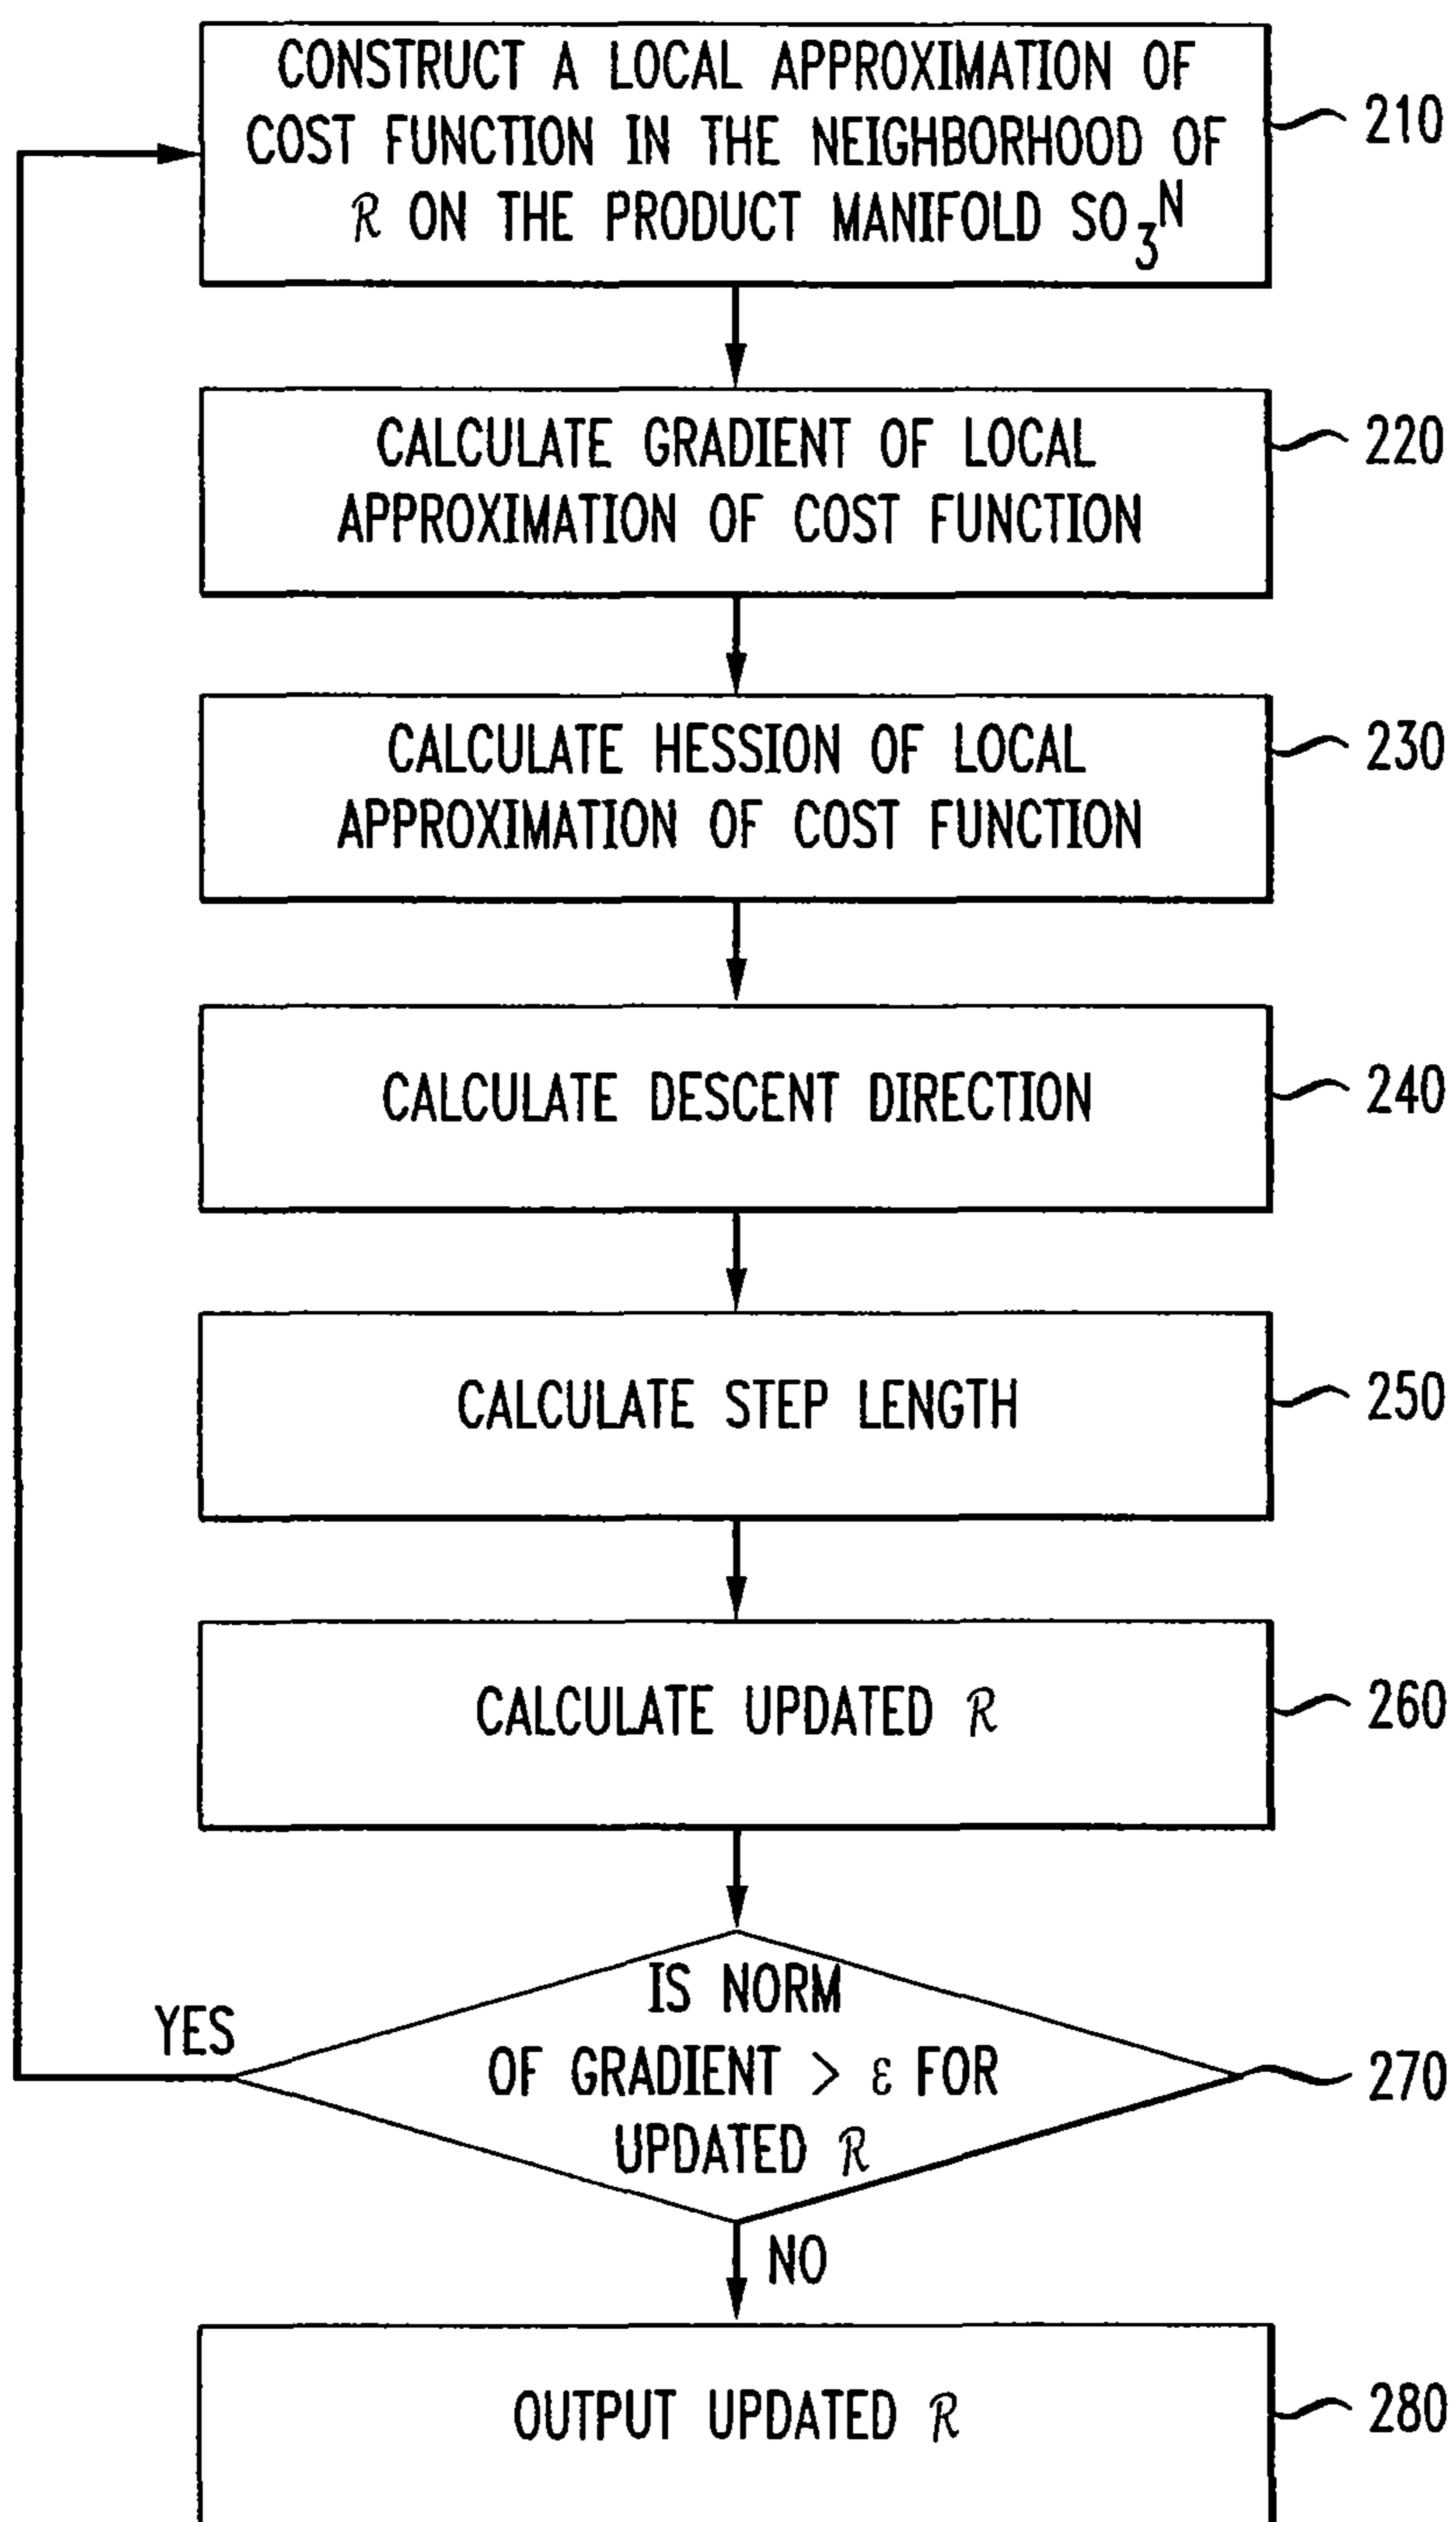 CONSTRUCT A LOCAL APPROXIMATION OF
COST FUNCTION IN THE NEIGHBORHOOD OF
ℛ ON THE PRODUCT MANIFOLD SO₃ᴺ
210
CALCULATE GRADIENT OF LOCAL
APPROXIMATION OF COST FUNCTION
220
CALCULATE HESSION OF LOCAL
APPROXIMATION OF COST FUNCTION
230
CALCULATE DESCENT DIRECTION
240
CALCULATE STEP LENGTH
250
CALCULATE UPDATED ℛ
260
IS NORM
OF GRADIENT > ε FOR
UPDATED ℛ
270
YES
NO
OUTPUT UPDATED ℛ
280